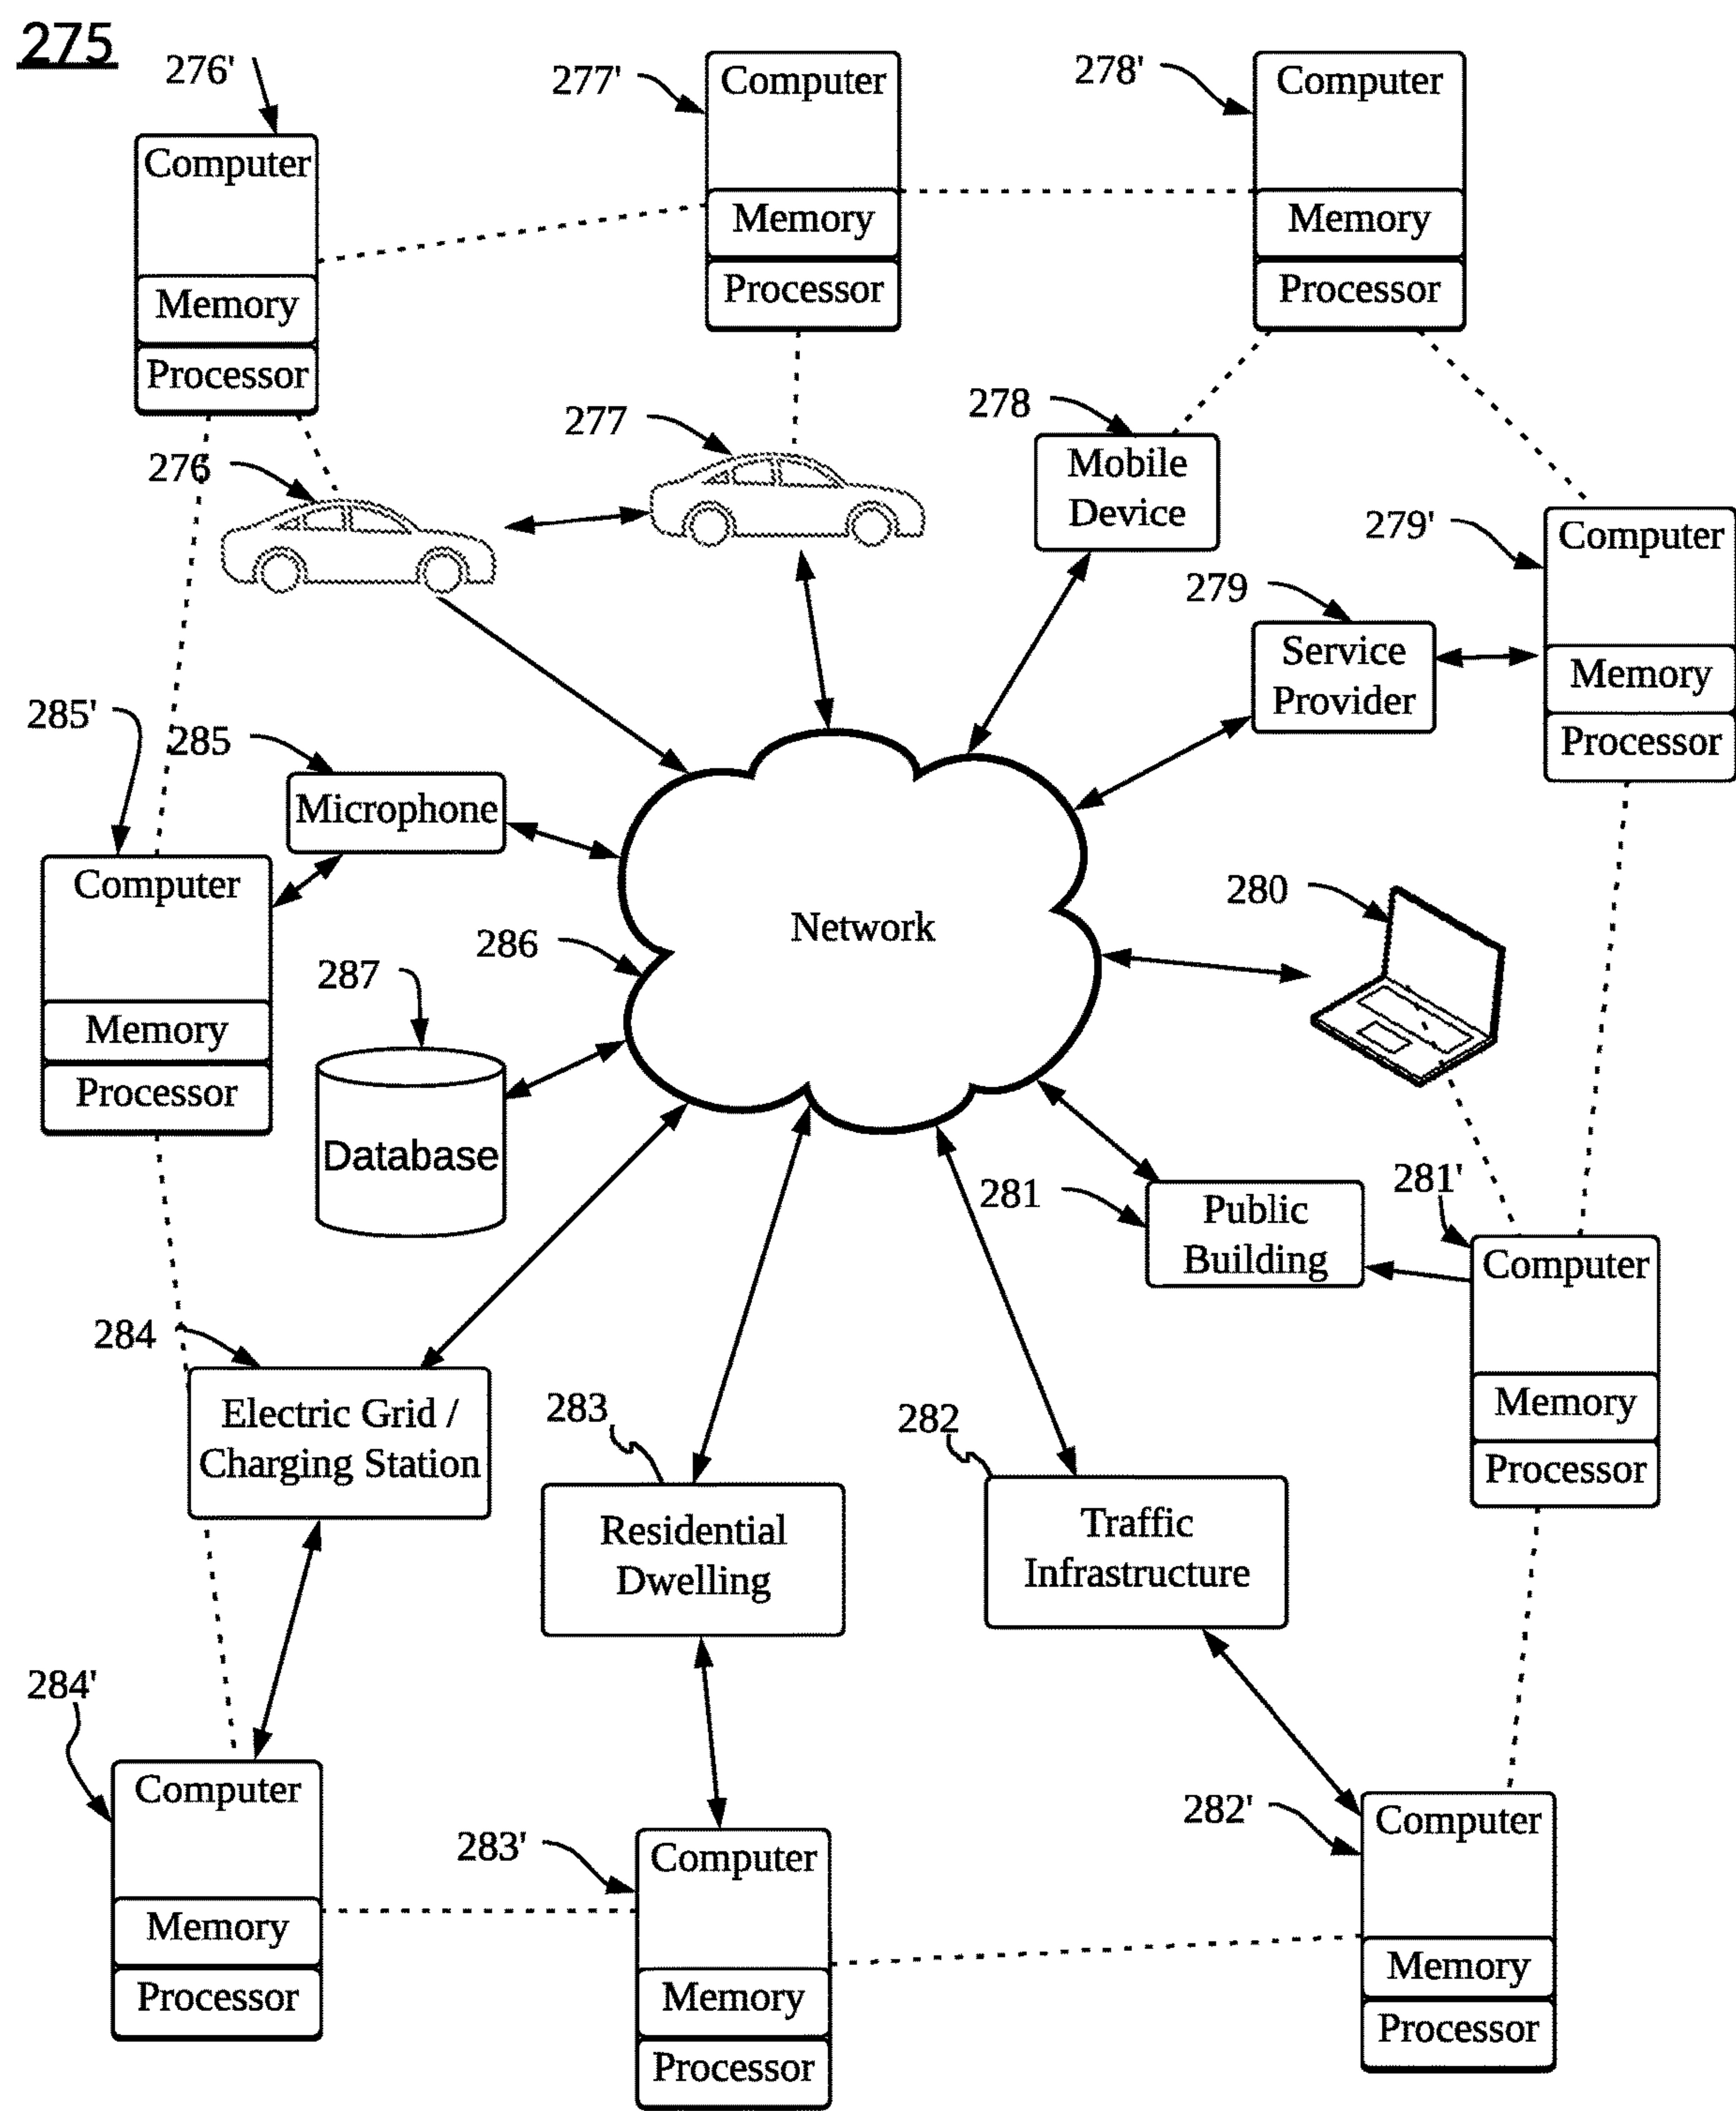 275
276'
277'
278'
Computer
Memory
Processor
Computer
Memory
Processor
Computer
Memory
Processor
276
277
278
Mobile
Device
279
Service
Provider
279'
Computer
Memory
Processor
285'
285
Microphone
Computer
Memory
Processor
286
Network
280
287
Database
281
Public
Building
281'
Computer
Memory
Processor
284
Electric Grid /
Charging Station
283
Residential
Dwelling
282
Traffic
Infrastructure
284'
Computer
Memory
Processor
283'
Computer
Memory
Processor
282'
Computer
Memory
Processor